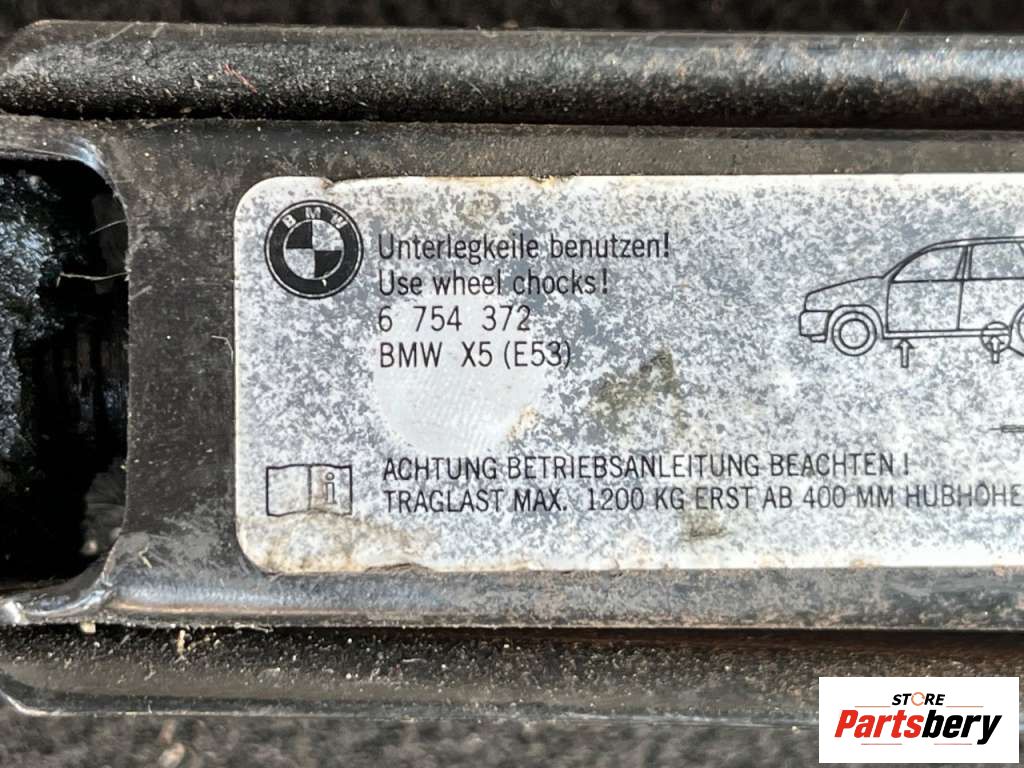 BMW
Unterlegkeile benutzen!
Use wheel chocks!
6 754 372
BMW X5 (E53)
i
ACHTUNG BETRIEBSANLEITUNG BEACHTEN !
TRAGLAST MAX. 1200 KG ERST AB 400 MM HUBHÖHE
STORE
Partsbery